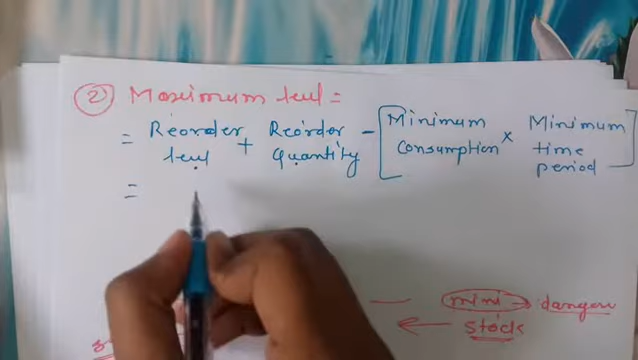 2) Maximum level =
= Reorder level + Reorder quantity - [Minimum consumption × Minimum time period]
=
mini → danger
← stock